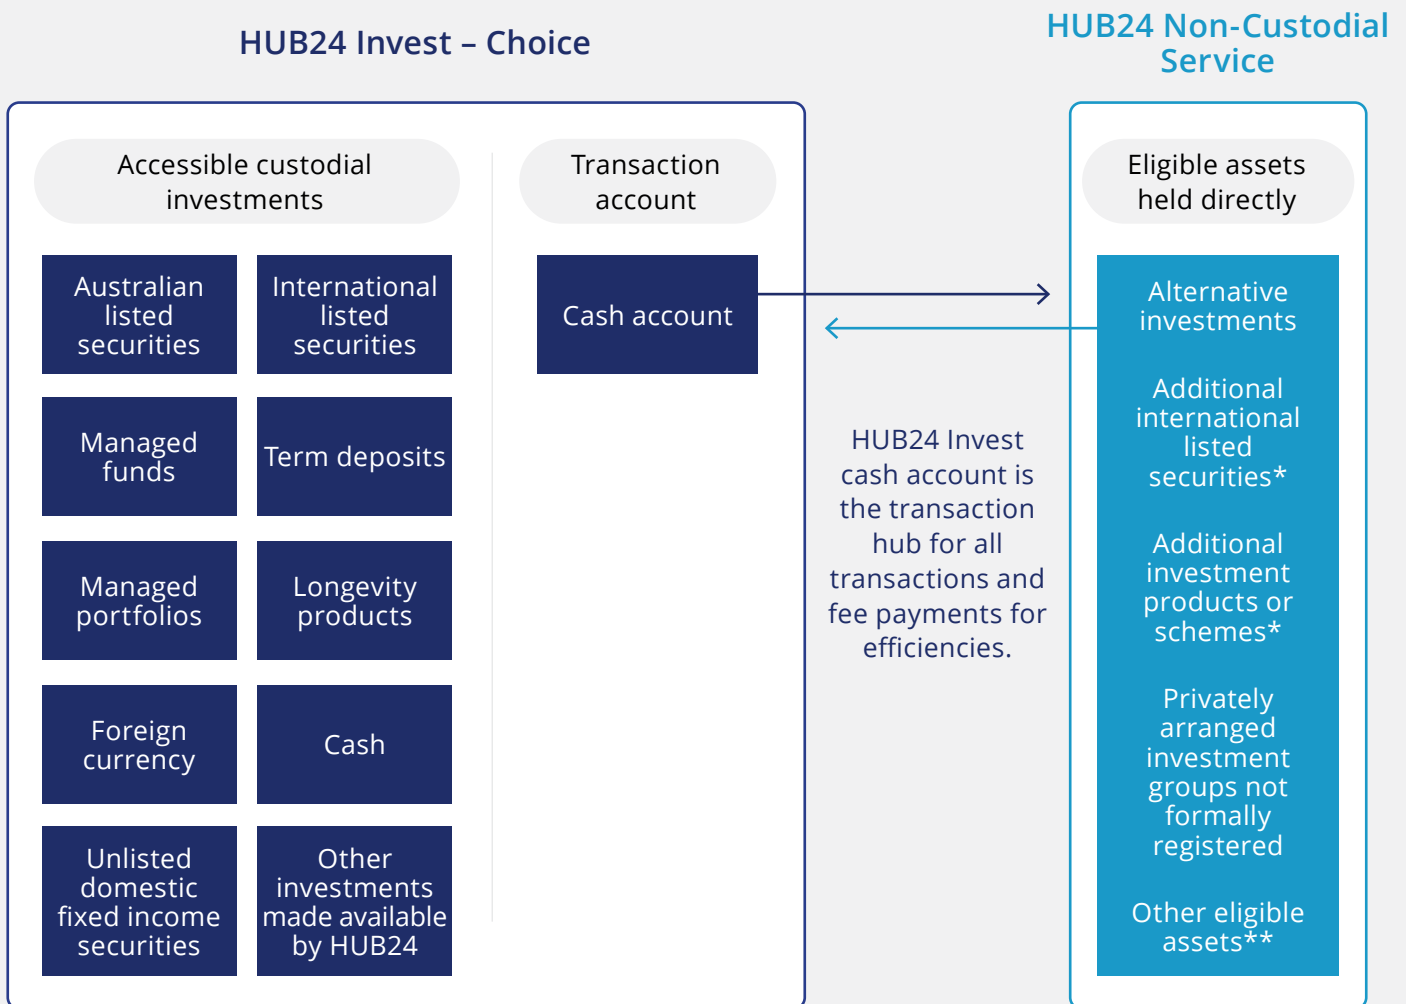 HUB24 Invest – Choice
HUB24 Non-Custodial
Service
Accessible custodial
investments
Transaction
account
Eligible assets
held directly
Australian
listed
securities
International
listed
securities
Cash account
Alternative
investments
Managed
funds
Term deposits
Additional
international
listed
securities*
Managed
portfolios
Longevity
products
Additional
investment
products or
schemes*
Foreign
currency
Cash
Privately
arranged
investment
groups not
formally
registered
Unlisted
domestic
fixed income
securities
Other
investments
made available
by HUB24
Other eligible
assets**
HUB24 Invest
cash account is
the transaction
hub for all
transactions and
fee payments for
efficiencies.